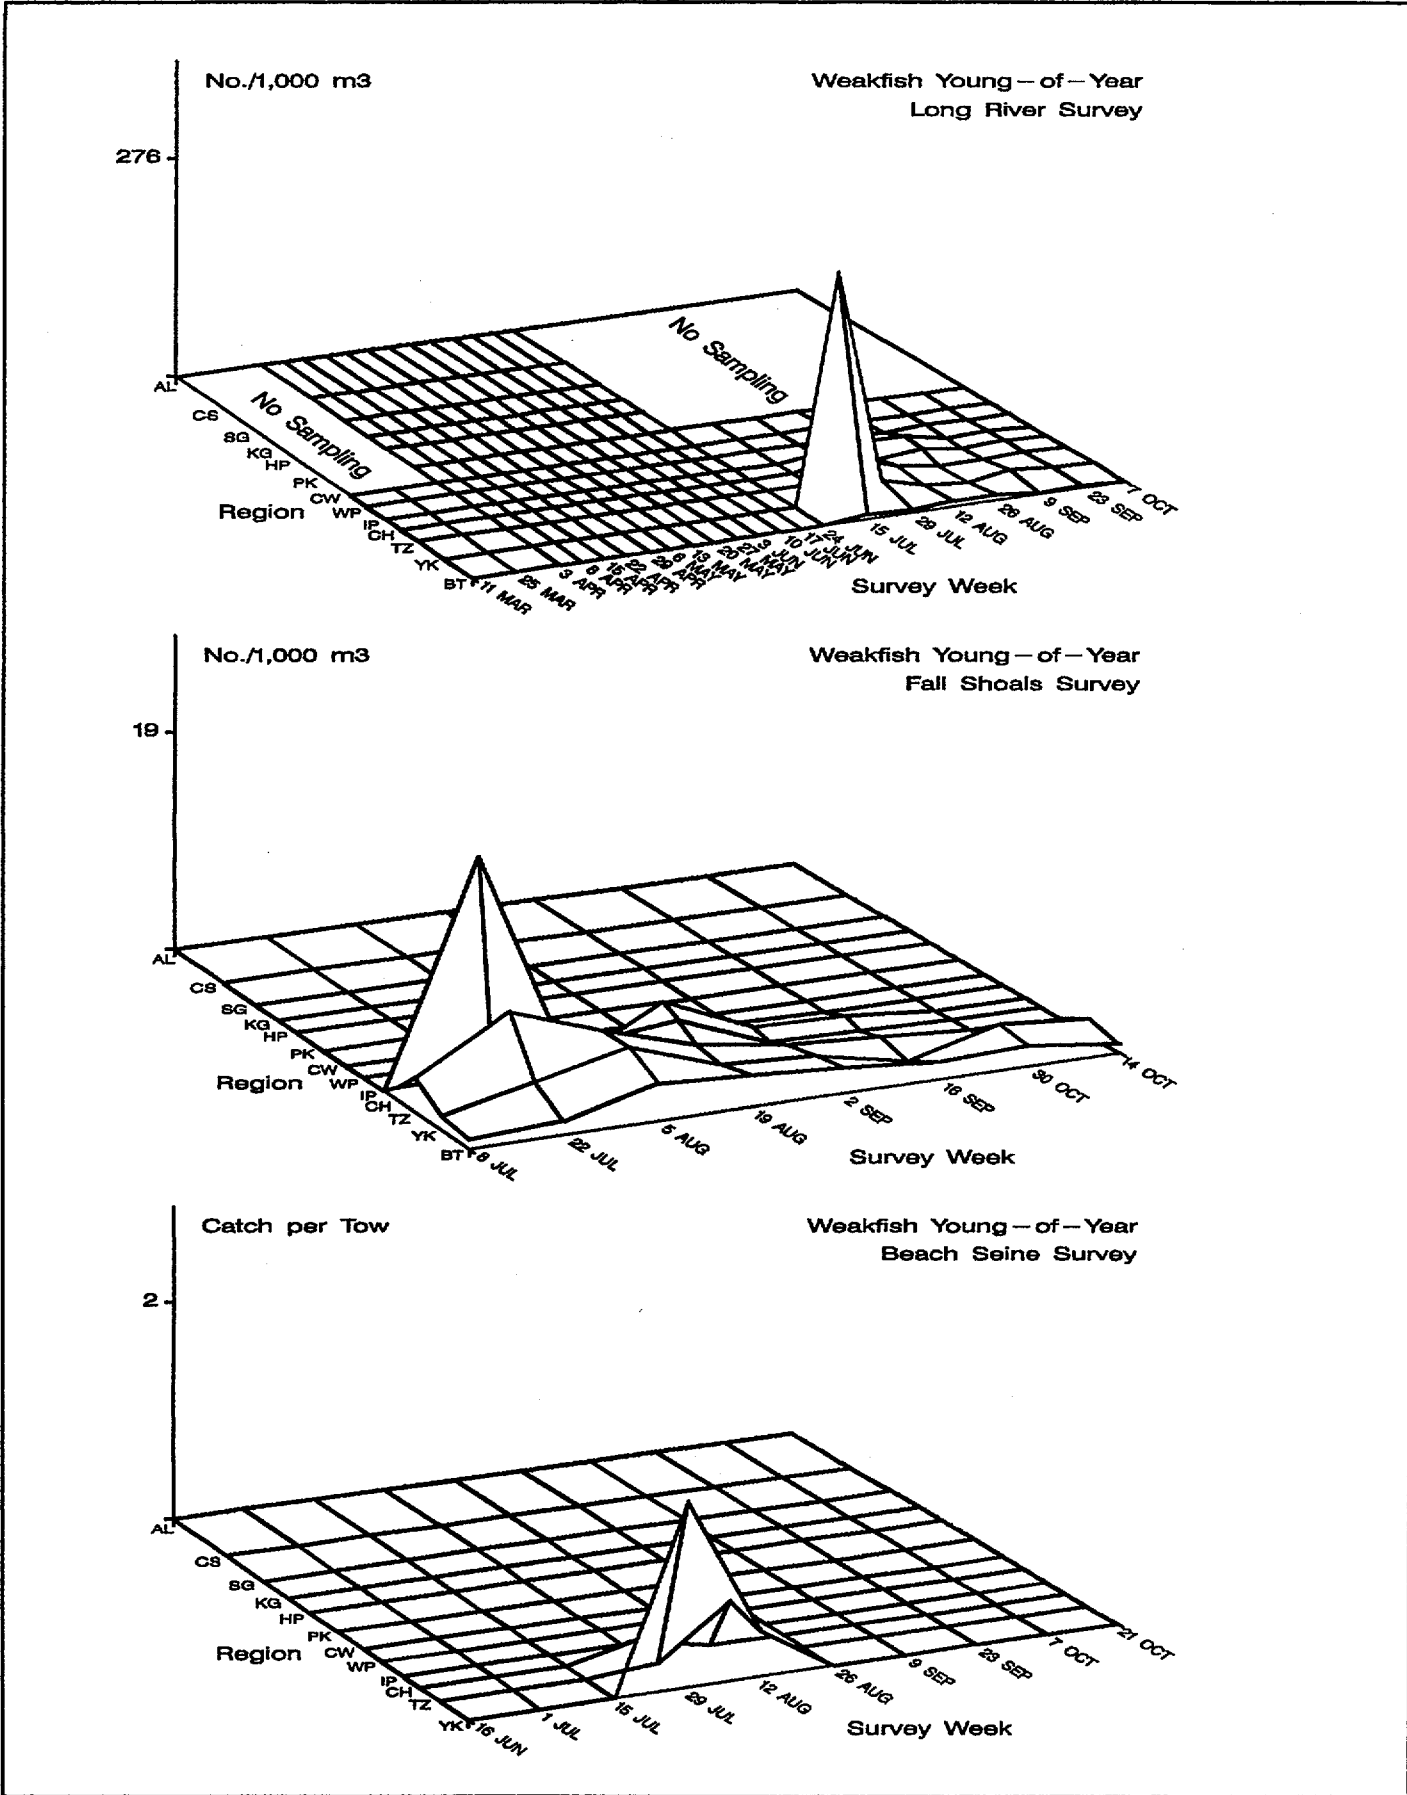 No./1,000 m3
Weakfish Young—of—Year
Long River Survey
276
No Sampling
No Sampling
AL
CS
SG
KG
HP
PK
CW
WP
IP
CH
TZ
YK
BT
Region
11 MAR
25 MAR
3 APR
8 APR
15 APR
22 APR
29 APR
6 MAY
13 MAY
20 MAY
27 MAY
3 JUN
10 JUN
17 JUN
24 JUN
15 JUL
29 JUL
12 AUG
26 AUG
9 SEP
23 SEP
7 OCT
Survey Week
No./1,000 m3
Weakfish Young—of—Year
Fall Shoals Survey
19
AL
CS
SG
KG
HP
PK
CW
WP
IP
CH
TZ
YK
BT
Region
8 JUL
22 JUL
5 AUG
19 AUG
2 SEP
16 SEP
30 OCT
14 OCT
Survey Week
Catch per Tow
Weakfish Young—of—Year
Beach Seine Survey
2
AL
CS
SG
KG
HP
PK
CW
WP
IP
CH
TZ
YK
Region
16 JUN
1 JUL
15 JUL
29 JUL
12 AUG
26 AUG
9 SEP
23 SEP
7 OCT
21 OCT
Survey Week